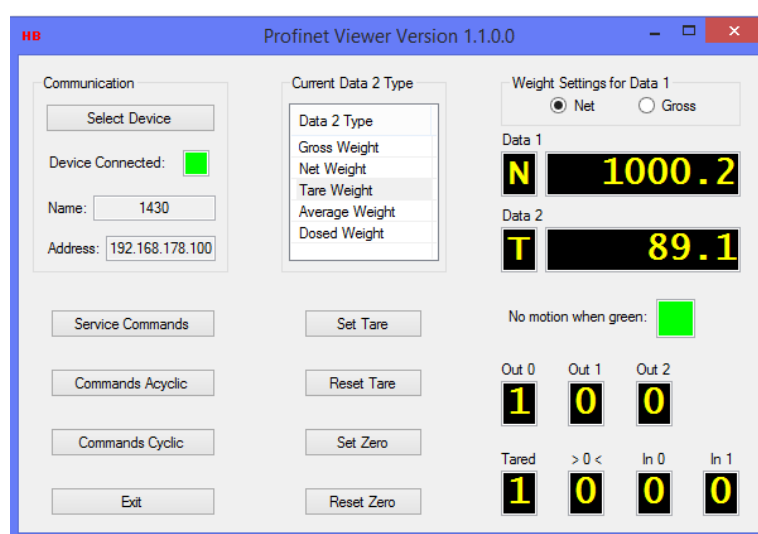 HB Profinet Viewer Version 1.1.0.0
Communication
Select Device
Device Connected:
Name: 1430
Address: 192.168.178.100
Current Data 2 Type
Data 2 Type
Gross Weight
Net Weight
Tare Weight
Average Weight
Dosed Weight
Weight Settings for Data 1
Net Gross
Data 1
N 1000.2
Data 2
T 89.1
Service Commands
Commands Acyclic
Commands Cyclic
Exit
Set Tare
Reset Tare
Set Zero
Reset Zero
No motion when green:
Out 0 Out 1 Out 2
1 0 0
Tared > 0 < In 0 In 1
1 0 0 0